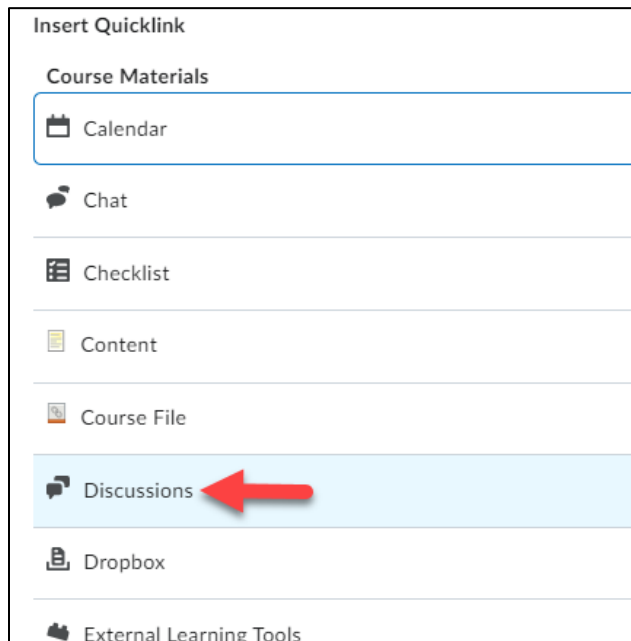 Insert Quicklink
Course Materials
Calendar
Chat
Checklist
Content
Course File
Discussions
Dropbox
External Learning Tools